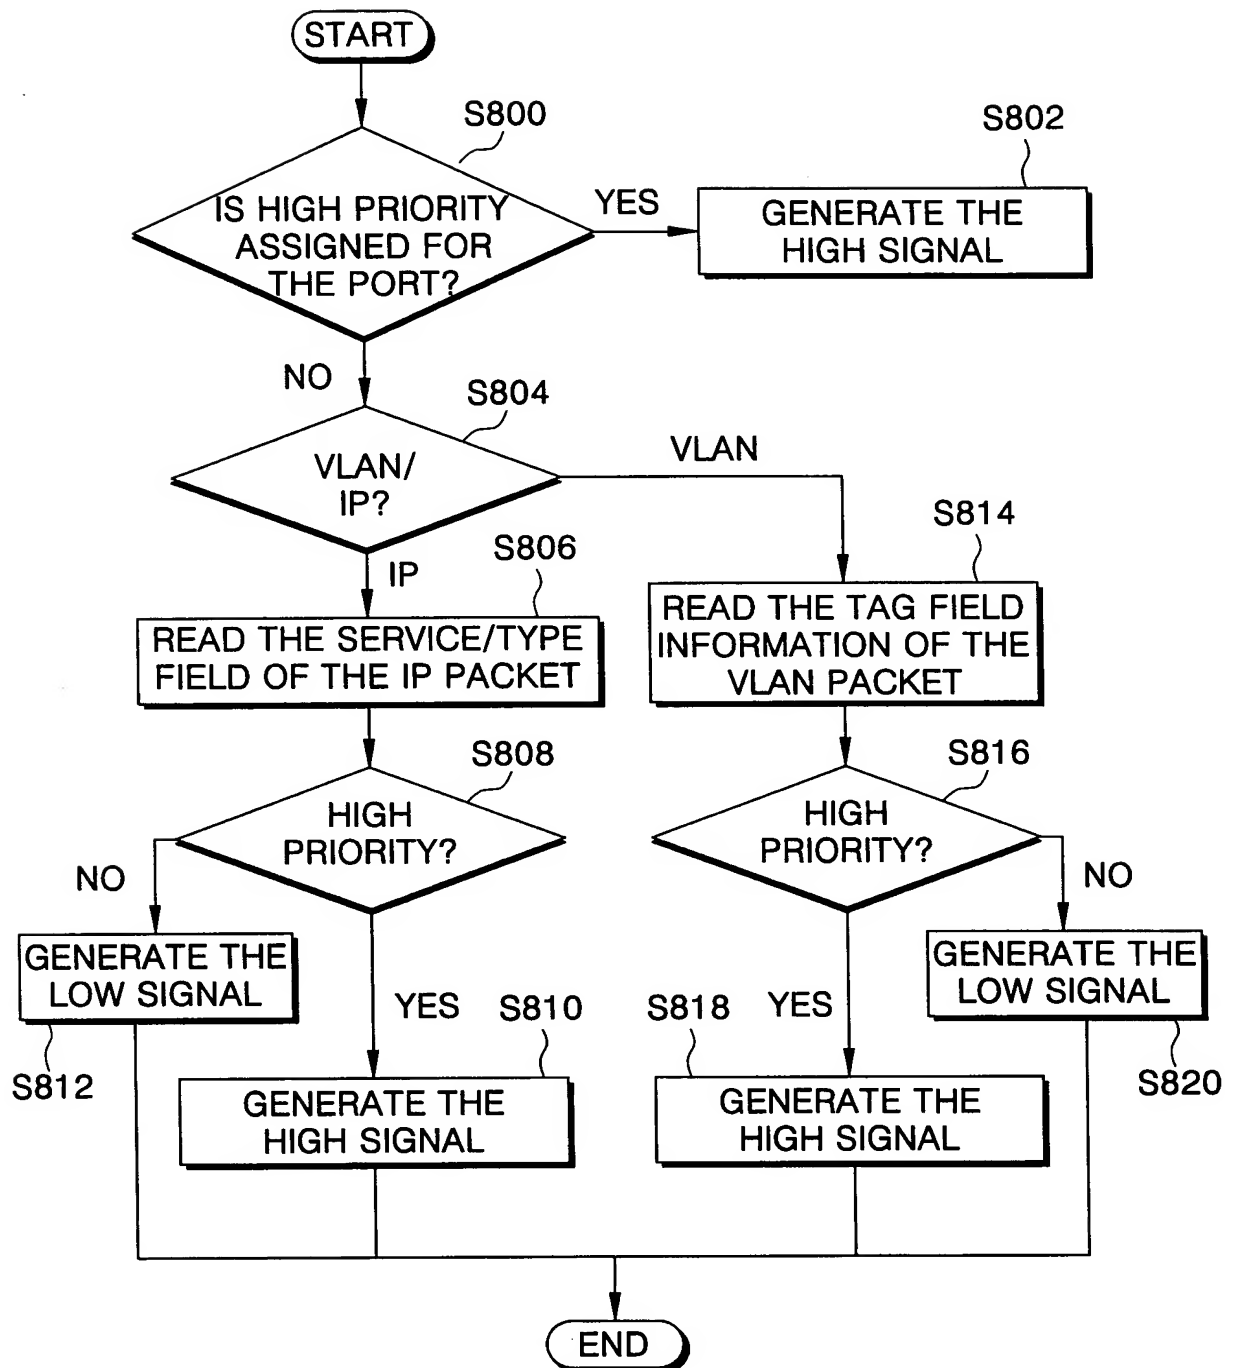 START
S800
IS HIGH PRIORITY
ASSIGNED FOR
THE PORT?
YES
S802
GENERATE THE
HIGH SIGNAL
NO
S804
VLAN/
IP?
VLAN
IP
S806
READ THE SERVICE/TYPE
FIELD OF THE IP PACKET
S814
READ THE TAG FIELD
INFORMATION OF THE
VLAN PACKET
S808
HIGH
PRIORITY?
S816
HIGH
PRIORITY?
NO
NO
GENERATE THE
LOW SIGNAL
S812
GENERATE THE
LOW SIGNAL
S820
YES
S810
GENERATE THE
HIGH SIGNAL
S818
YES
GENERATE THE
HIGH SIGNAL
END